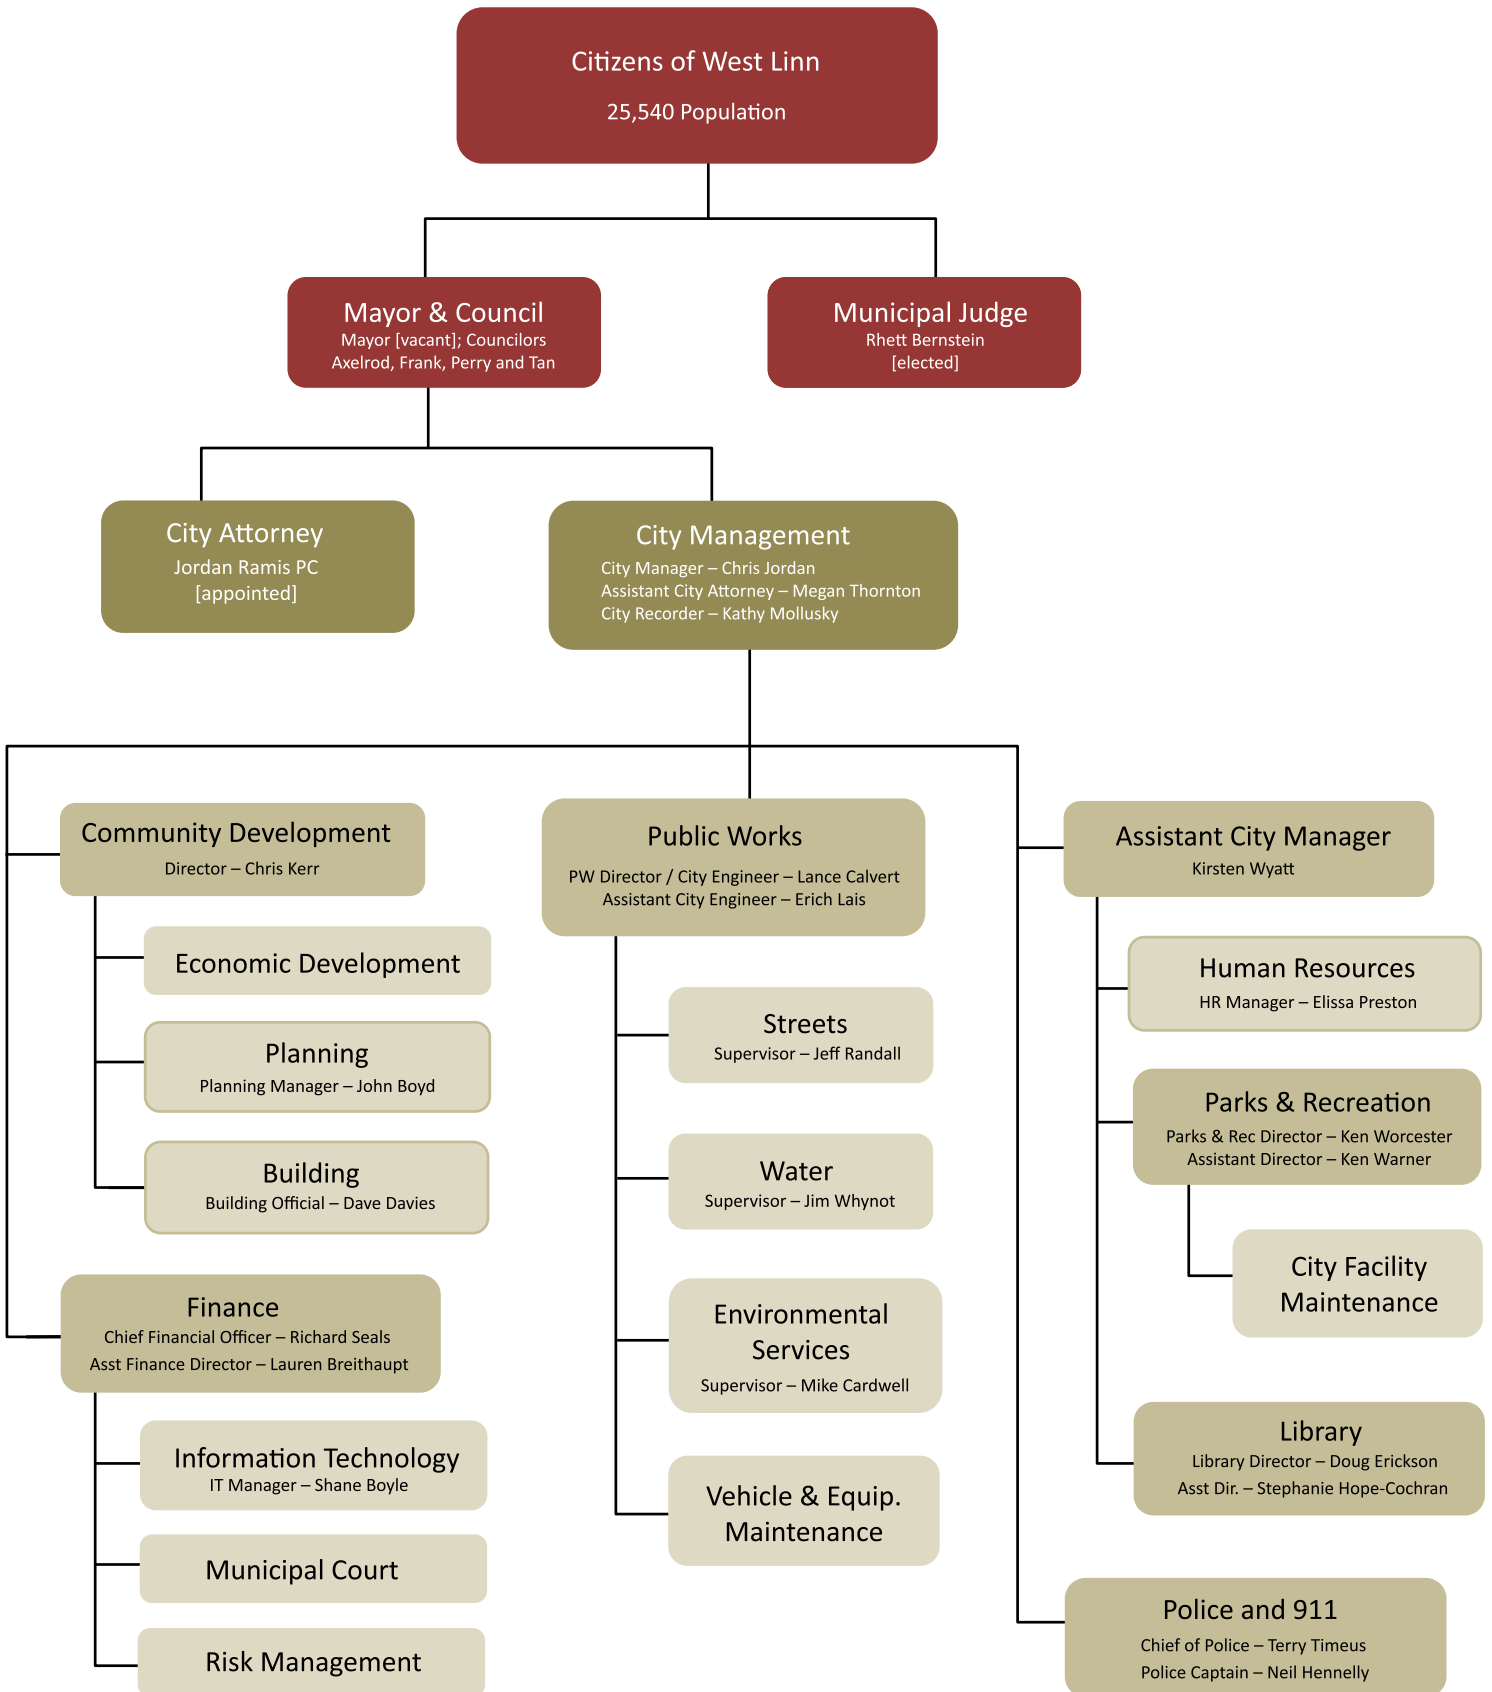 Citizens of West Linn
25,540 Population
Mayor & Council
Mayor [vacant]; Councilors
Axelrod, Frank, Perry and Tan
Municipal Judge
Rhett Bernstein
[elected]
City Attorney
Jordan Ramis PC
[appointed]
City Management
City Manager – Chris Jordan
Assistant City Attorney – Megan Thornton
City Recorder – Kathy Mollusky
Community Development
Director – Chris Kerr
Economic Development
Planning
Planning Manager – John Boyd
Building
Building Official – Dave Davies
Finance
Chief Financial Officer – Richard Seals
Asst Finance Director – Lauren Breithaupt
Information Technology
IT Manager – Shane Boyle
Municipal Court
Risk Management
Public Works
PW Director / City Engineer – Lance Calvert
Assistant City Engineer – Erich Lais
Streets
Supervisor – Jeff Randall
Water
Supervisor – Jim Whynot
Environmental
Services
Supervisor – Mike Cardwell
Vehicle & Equip.
Maintenance
Assistant City Manager
Kirsten Wyatt
Human Resources
HR Manager – Elissa Preston
Parks & Recreation
Parks & Rec Director – Ken Worcester
Assistant Director – Ken Warner
City Facility
Maintenance
Library
Library Director – Doug Erickson
Asst Dir. – Stephanie Hope-Cochran
Police and 911
Chief of Police – Terry Timeus
Police Captain – Neil Hennelly